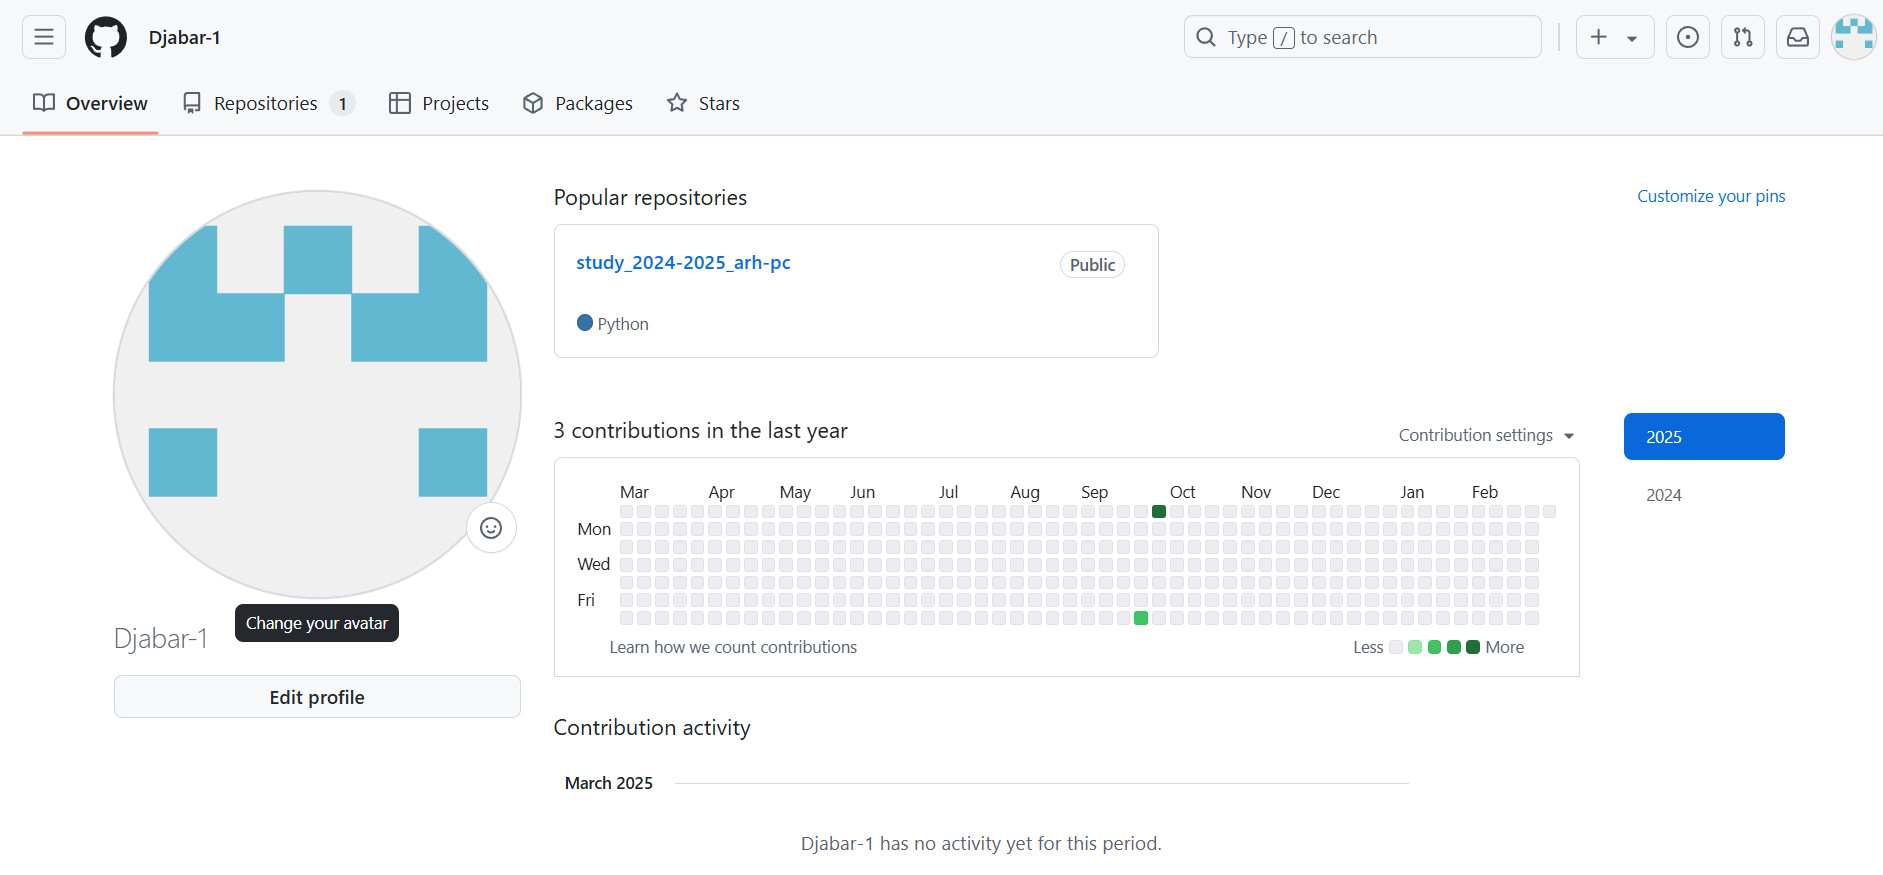 Djabar-1
Type / to search
Overview
Repositories 1
Projects
Packages
Stars
Change your avatar
Djabar-1
Edit profile
Popular repositories
Customize your pins
study_2024-2025_arh-pc
Public
Python
3 contributions in the last year
Contribution settings
2025
2024
Mar Apr May Jun Jul Aug Sep Oct Nov Dec Jan Feb
Mon
Wed
Fri
Learn how we count contributions
Less More
Contribution activity
March 2025
Djabar-1 has no activity yet for this period.